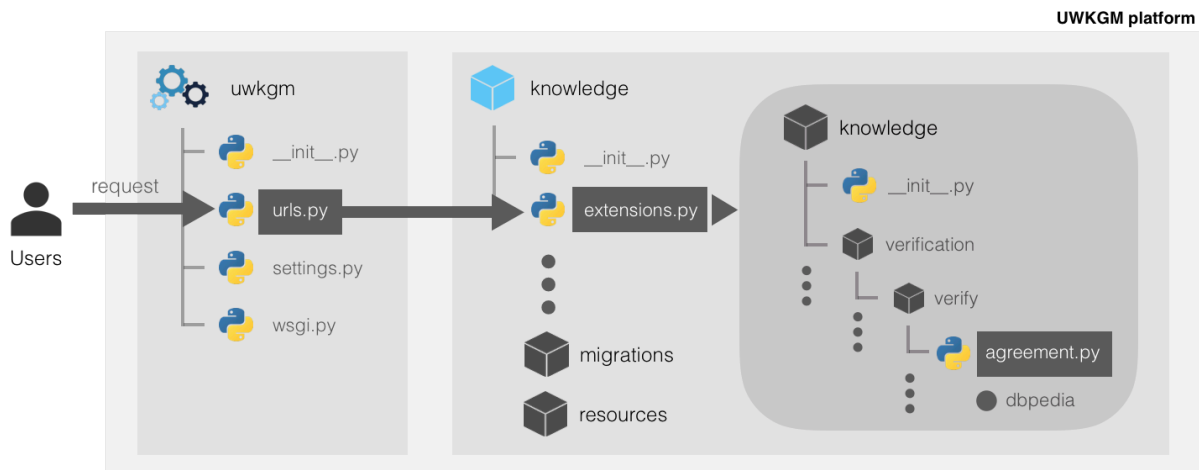 UWKGM platform
uwkgm
__init__.py
request
urls.py
Users
settings.py
wsgi.py
knowledge
__init__.py
extensions.py
migrations
resources
knowledge
__init__.py
verification
verify
agreement.py
dbpedia